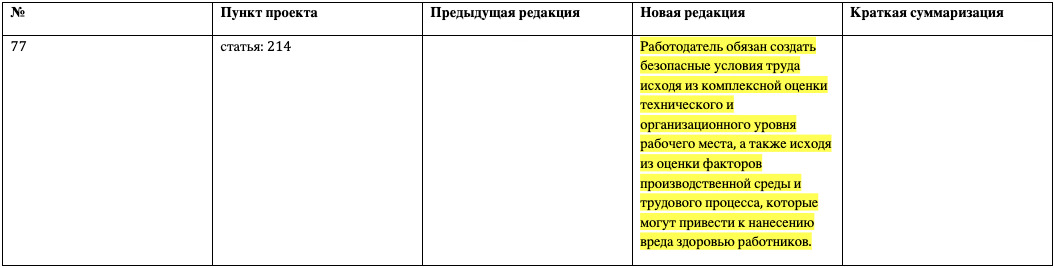 № Пункт проекта Предыдущая редакция Новая редакция Краткая суммаризация
77 статья: 214 Работодатель обязан создать
безопасные условия труда
исходя из комплексной оценки
технического и
организационного уровня
рабочего места, а также исходя
из оценки факторов
производственной среды и
трудового процесса, которые
могут привести к нанесению
вреда здоровью работников.